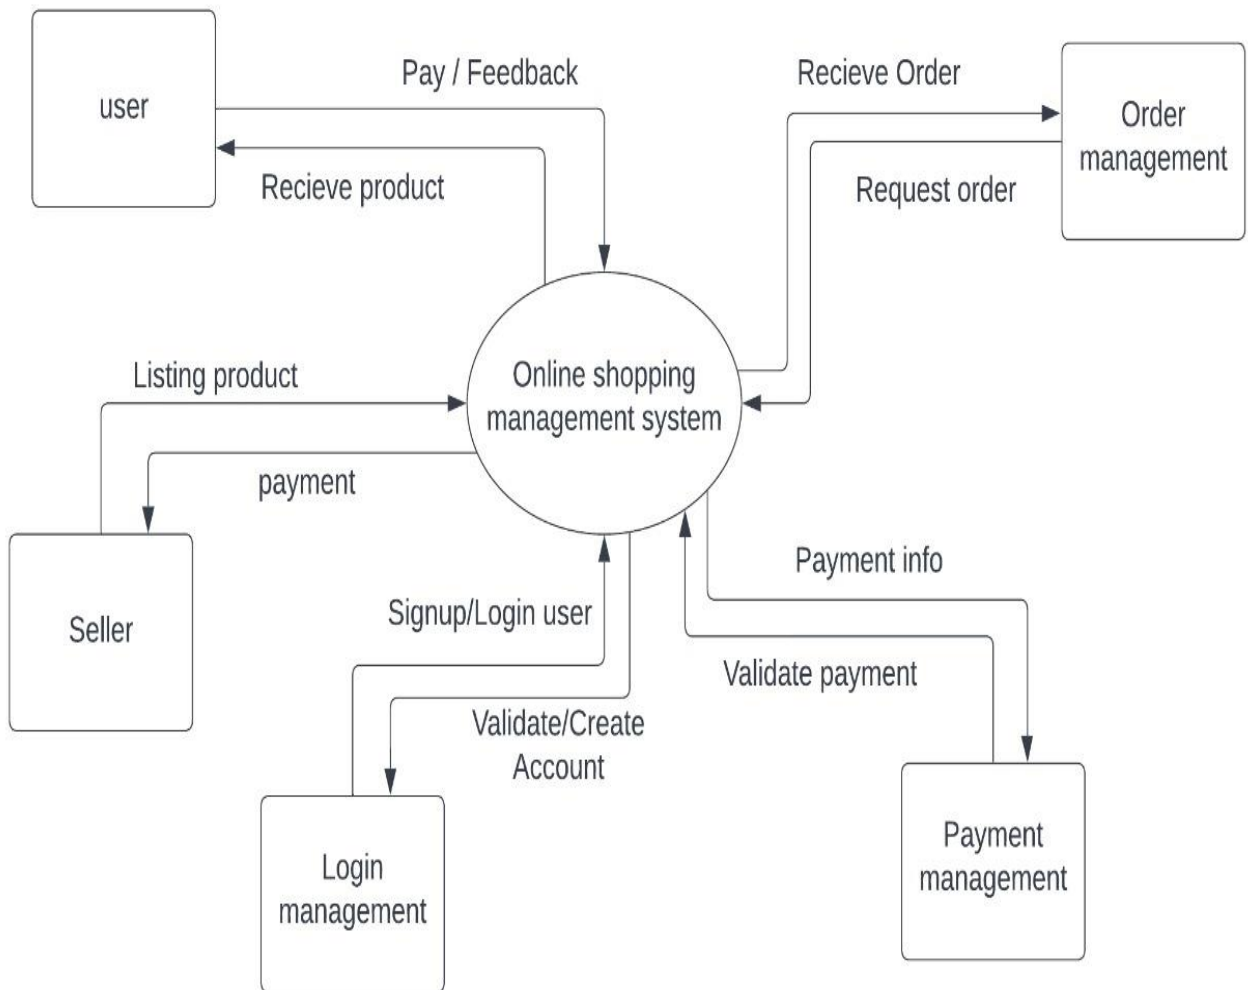 user
Pay / Feedback
Recieve product
Recieve Order
Request order
Order
management
Listing product
payment
Online shopping
management system
Seller
Signup/Login user
Validate/Create
Account
Payment info
Validate payment
Login
management
Payment
management